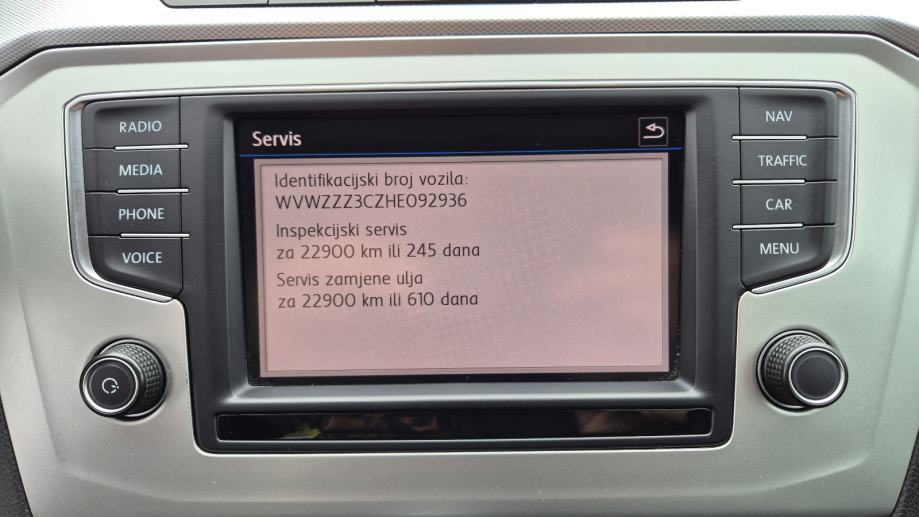 Servis
RADIO
MEDIA
PHONE
VOICE
Identifikacijski broj vozila:
WVWZZZ3CZHE092936
Inspekcijski servis
za 22900 km ili 245 dana
Servis zamjene ulja
za 22900 km ili 610 dana
NAV
TRAFFIC
CAR
MENU